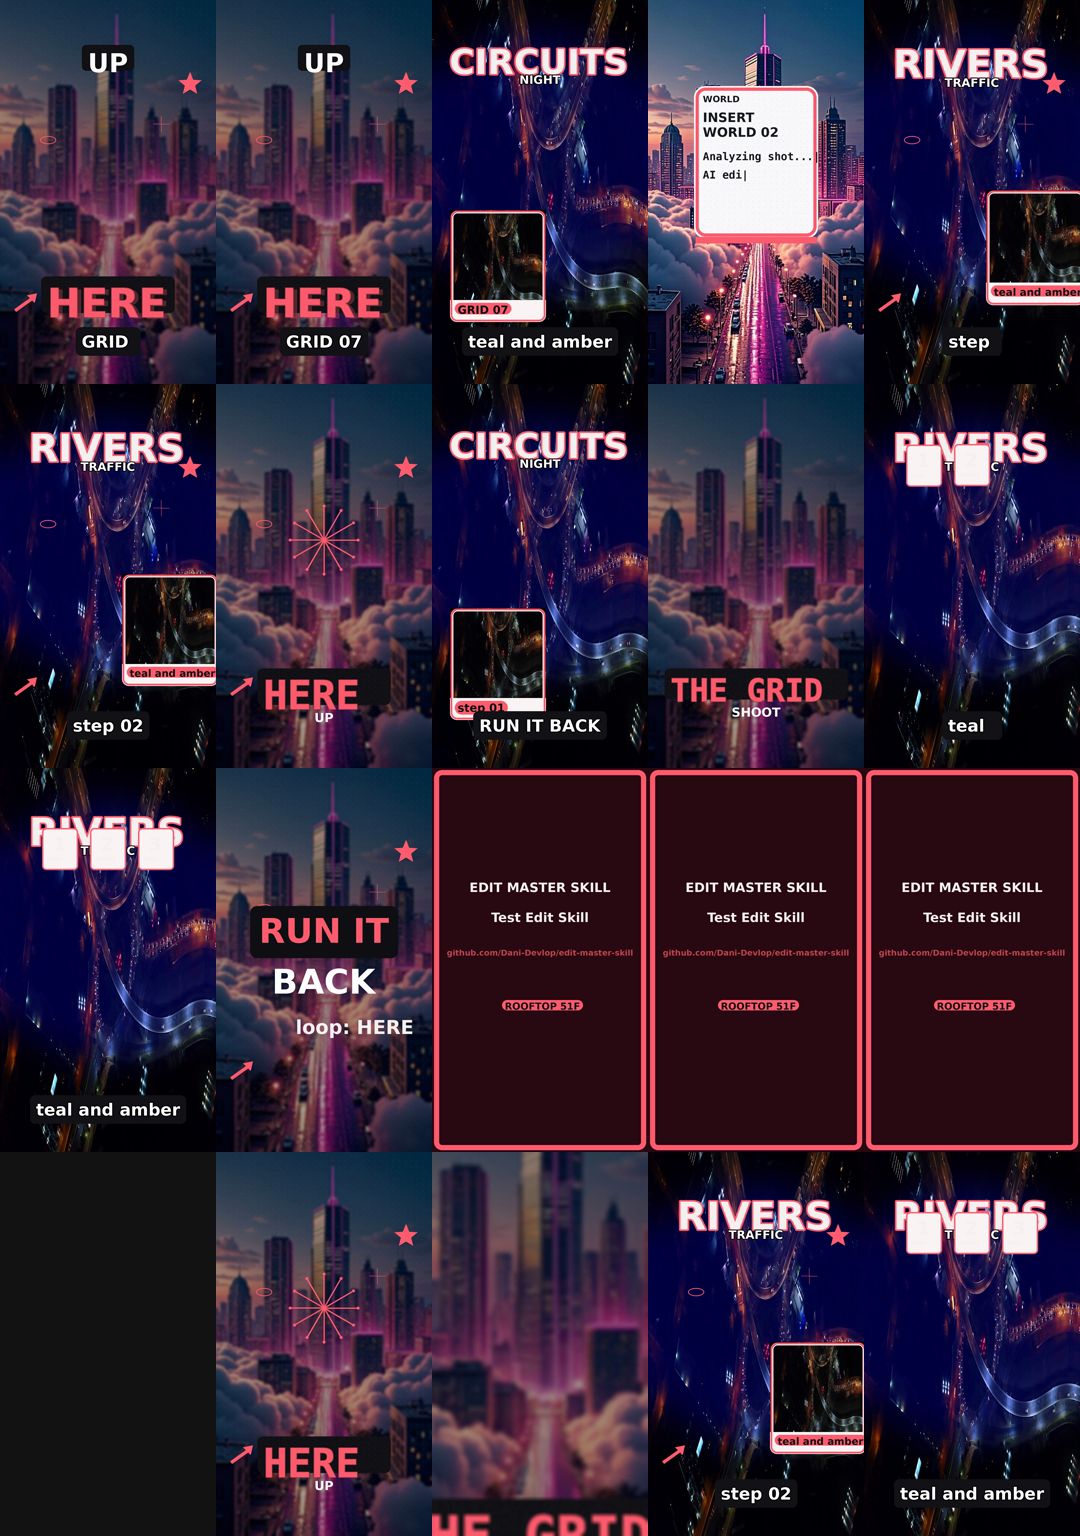 UP
HERE
GRID
UP
HERE
GRID 07
CIRCUITS
NIGHT
GRID 07
teal and amber
WORLD
INSERT
WORLD 02
Analyzing shot...|
AI edi|
RIVERS
TRAFFIC
teal and amber
step
RIVERS
TRAFFIC
teal and amber
step 02
HERE
UP
CIRCUITS
NIGHT
step 01
RUN IT BACK
THE GRID
SHOOT
RIVERS
teal
RIVERS
teal and amber
RUN IT
BACK
loop: HERE
EDIT MASTER SKILL
Test Edit Skill
github.com/Dani-Devlop/edit-master-skill
ROOFTOP 51F
EDIT MASTER SKILL
Test Edit Skill
github.com/Dani-Devlop/edit-master-skill
ROOFTOP 51F
EDIT MASTER SKILL
Test Edit Skill
github.com/Dani-Devlop/edit-master-skill
ROOFTOP 51F
HERE
UP
HE GRID
RIVERS
TRAFFIC
teal and amber
step 02
RIVERS
teal and amber